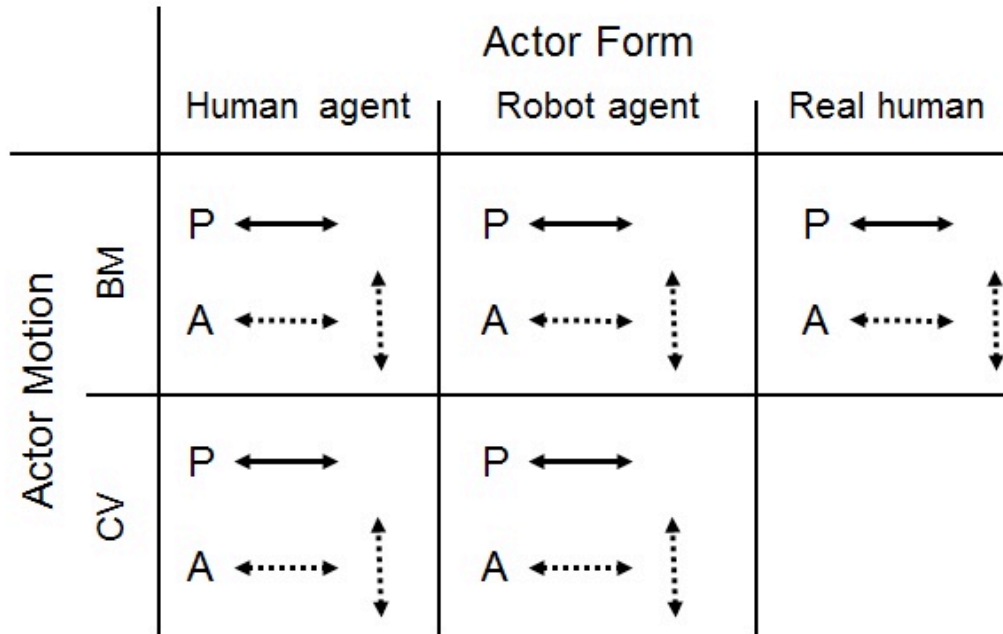 Actor Form
Human agent Robot agent Real human
Actor Motion
BM
P P P
A A A
CV
P P
A A